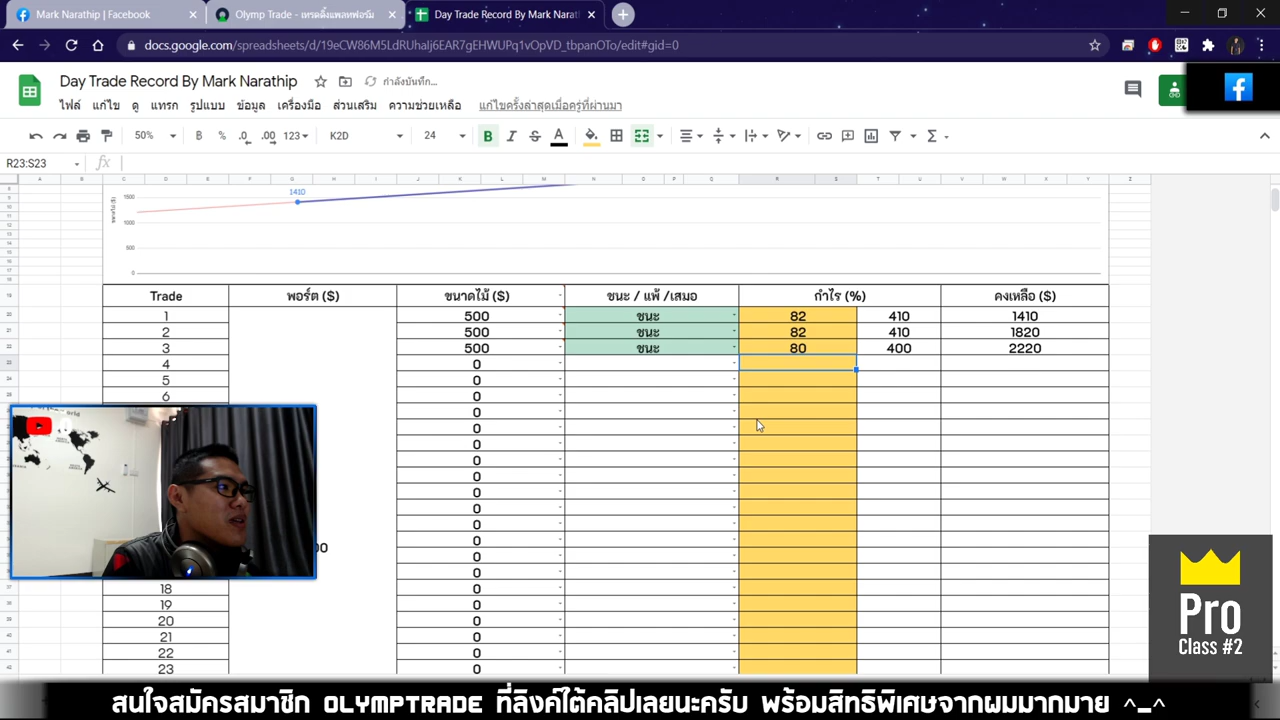 Mark Narathip | Facebook
Olymp Trade - เทรดดิ้งแพลทฟอร์ม
Day Trade Record By Mark Narat
docs.google.com/spreadsheets/d/19eCW86M5LdRUhaIj6EAR7gEHWUPq1vOpVD_tbpanOTo/edit#gid=0
Day Trade Record By Mark Narathip
กำลังบันทึก...
ไฟล์ แก้ไข ดู แทรก รูปแบบ ข้อมูล เครื่องมือ ส่วนเสริม ความช่วยเหลือ แก้ไขครั้งล่าสุดเมื่อครู่ที่ผ่านมา
50% ฿ % .0 .00 123 K2D 24 B I S A
R23:S23 fx
1410
1500
1000
500
0
Trade พอร์ต ($) ขนาดไม้ ($) ชนะ / แพ้ /เสมอ กำไร (%) คงเหลือ ($)
1 500 ชนะ 82 410 1410
2 500 ชนะ 82 410 1820
3 500 ชนะ 80 400 2220
4 0
5 0
6 0
0
0
0
0
0
0
0
0
0
0
0
18 0
19 0
20 0
21 0
22 0
23 0
Pro
Class #2
สนใจสมัครสมาชิก OLYMPTRADE ที่ลิงค์ใต้คลิปเลยนะครับ พร้อมสิทธิพิเศษจากผมมากมาย ^_^